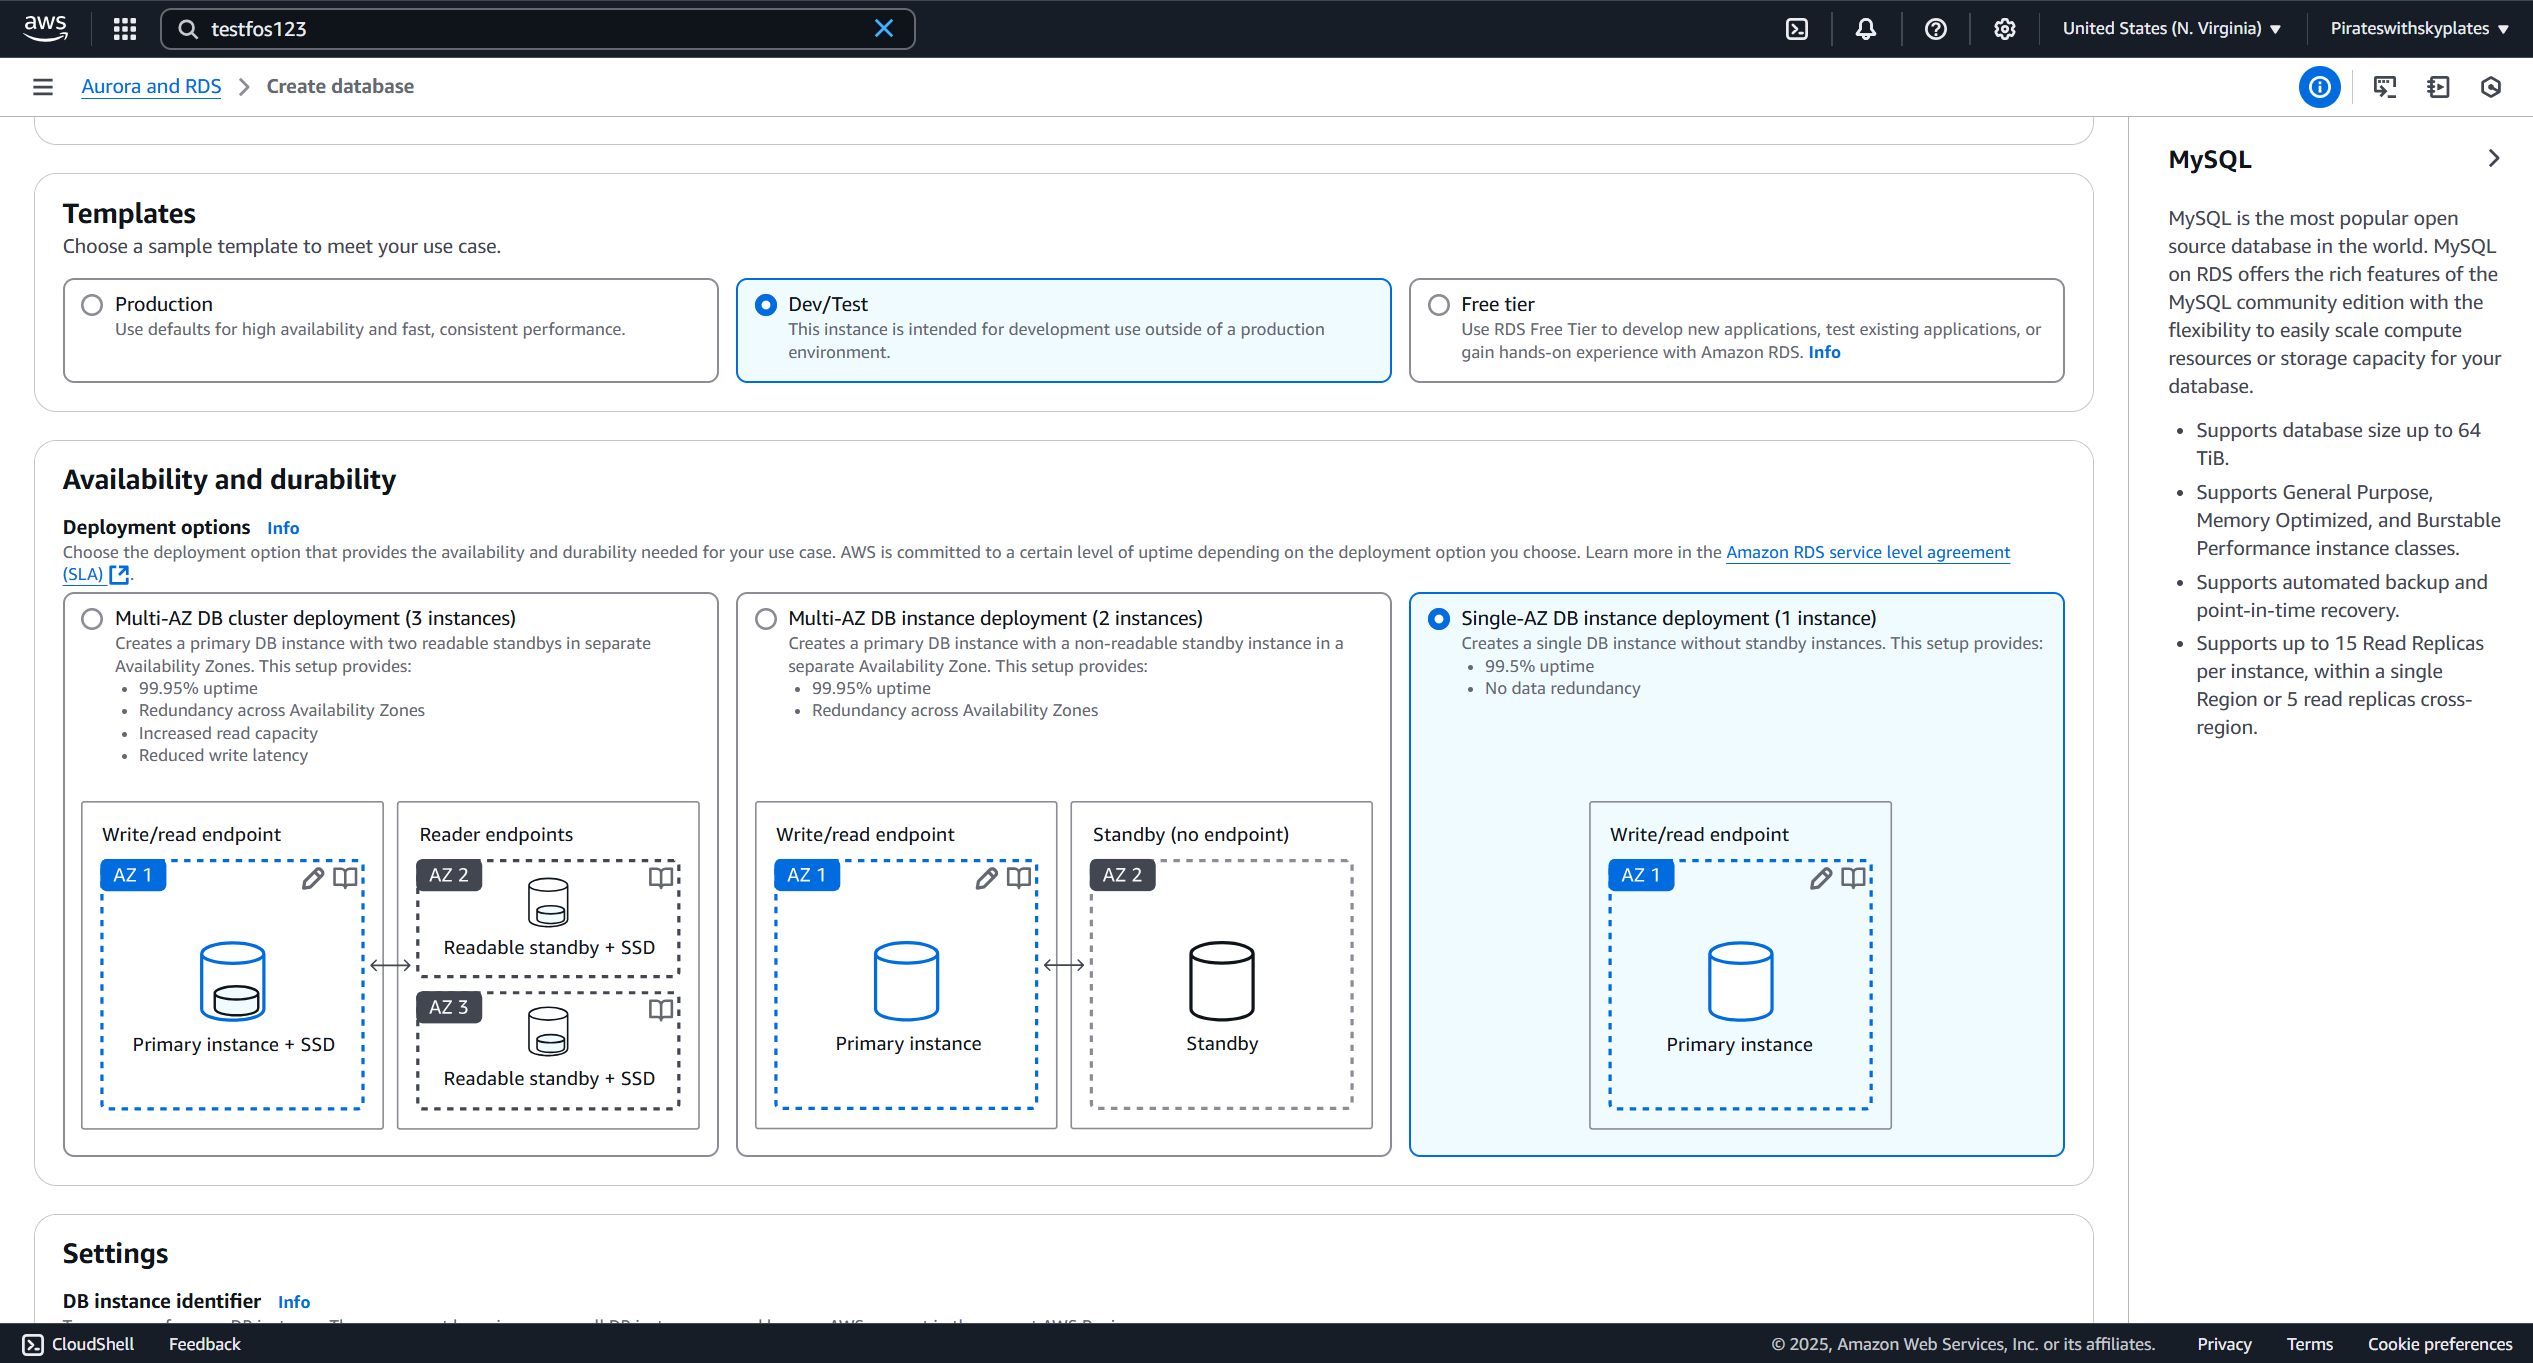 aws
testfos123
United States (N. Virginia)
Pirateswithskyplates
Aurora and RDS
Create database
Templates
Choose a sample template to meet your use case.
Production
Use defaults for high availability and fast, consistent performance.
Dev/Test
This instance is intended for development use outside of a production
environment.
Free tier
Use RDS Free Tier to develop new applications, test existing applications, or
gain hands-on experience with Amazon RDS. Info
Availability and durability
Deployment options Info
Choose the deployment option that provides the availability and durability needed for your use case. AWS is committed to a certain level of uptime depending on the deployment option you choose. Learn more in the Amazon RDS service level agreement
(SLA).
Multi-AZ DB cluster deployment (3 instances)
Creates a primary DB instance with two readable standbys in separate
Availability Zones. This setup provides:
• 99.95% uptime
• Redundancy across Availability Zones
• Increased read capacity
• Reduced write latency
Write/read endpoint
AZ 1
Primary instance + SSD
Reader endpoints
AZ 2
Readable standby + SSD
AZ 3
Readable standby + SSD
Multi-AZ DB instance deployment (2 instances)
Creates a primary DB instance with a non-readable standby instance in a
separate Availability Zone. This setup provides:
• 99.95% uptime
• Redundancy across Availability Zones
Write/read endpoint
AZ 1
Primary instance
Standby (no endpoint)
AZ 2
Standby
Single-AZ DB instance deployment (1 instance)
Creates a single DB instance without standby instances. This setup provides:
• 99.5% uptime
• No data redundancy
Write/read endpoint
AZ 1
Primary instance
Settings
DB instance identifier Info
MySQL
MySQL is the most popular open
source database in the world. MySQL
on RDS offers the rich features of the
MySQL community edition with the
flexibility to easily scale compute
resources or storage capacity for your
database.
• Supports database size up to 64
TiB.
• Supports General Purpose,
Memory Optimized, and Burstable
Performance instance classes.
• Supports automated backup and
point-in-time recovery.
• Supports up to 15 Read Replicas
per instance, within a single
Region or 5 read replicas cross-
region.
CloudShell
Feedback
© 2025, Amazon Web Services, Inc. or its affiliates.
Privacy
Terms
Cookie preferences